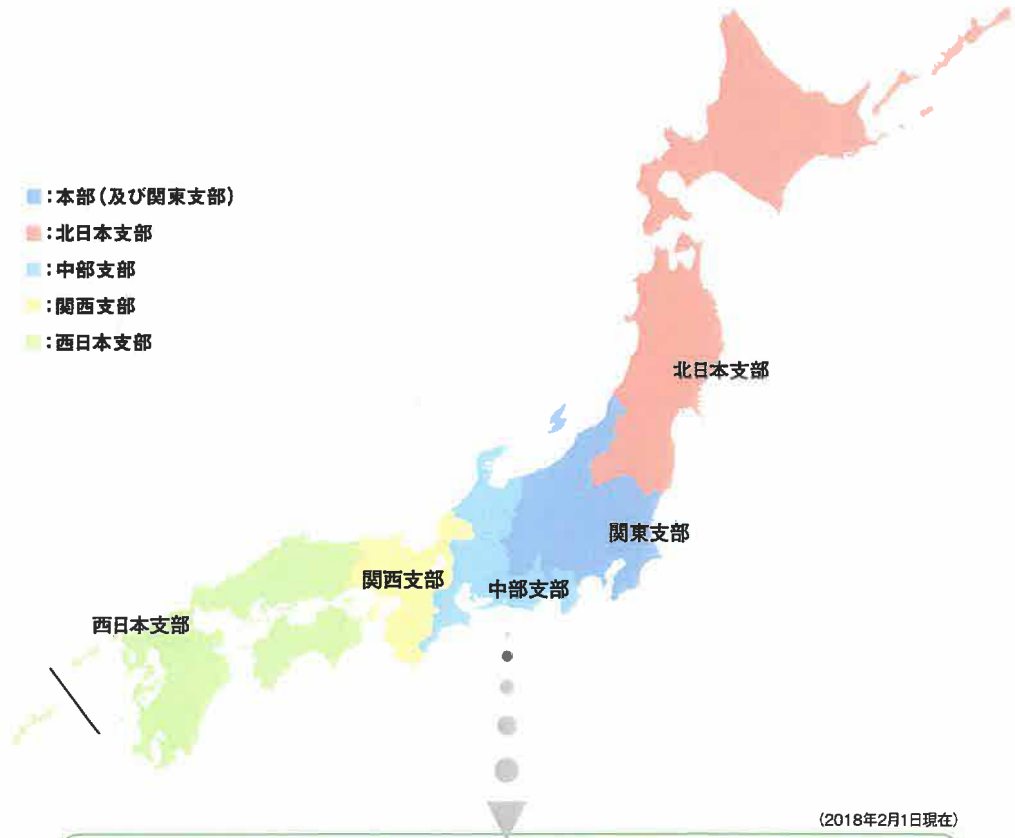 ：本部（及び関東支部）
：北日本支部
：中部支部
：関西支部
：西日本支部
北日本支部
関東支部
関西支部
中部支部
西日本支部
（2018年2月1日現在）